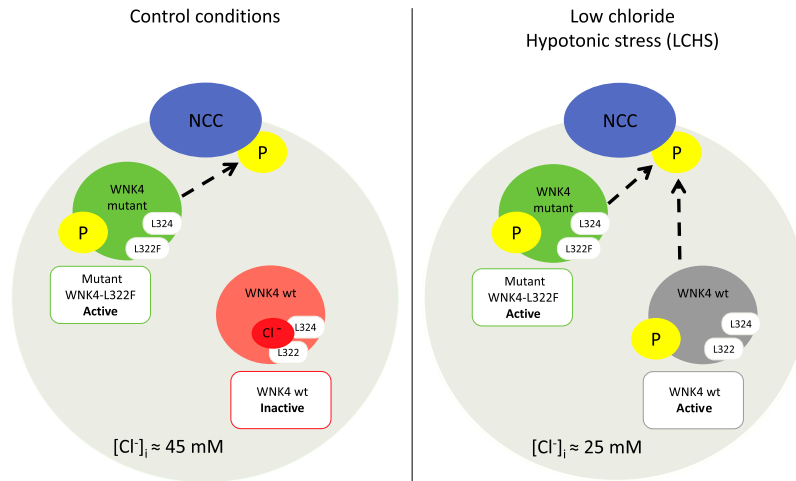 Control conditions
NCC
P
WNK4
mutant
P
L324
L322F
Mutant
WNK4-L322F
Active
WNK4 wt
Cl⁻
L324
L322
WNK4 wt
Inactive
[Cl⁻]ᵢ ≈ 45 mM
Low chloride
Hypotonic stress (LCHS)
NCC
P
WNK4
mutant
P
L324
L322F
Mutant
WNK4-L322F
Active
WNK4 wt
P
L324
L322
WNK4 wt
Active
[Cl⁻]ᵢ ≈ 25 mM